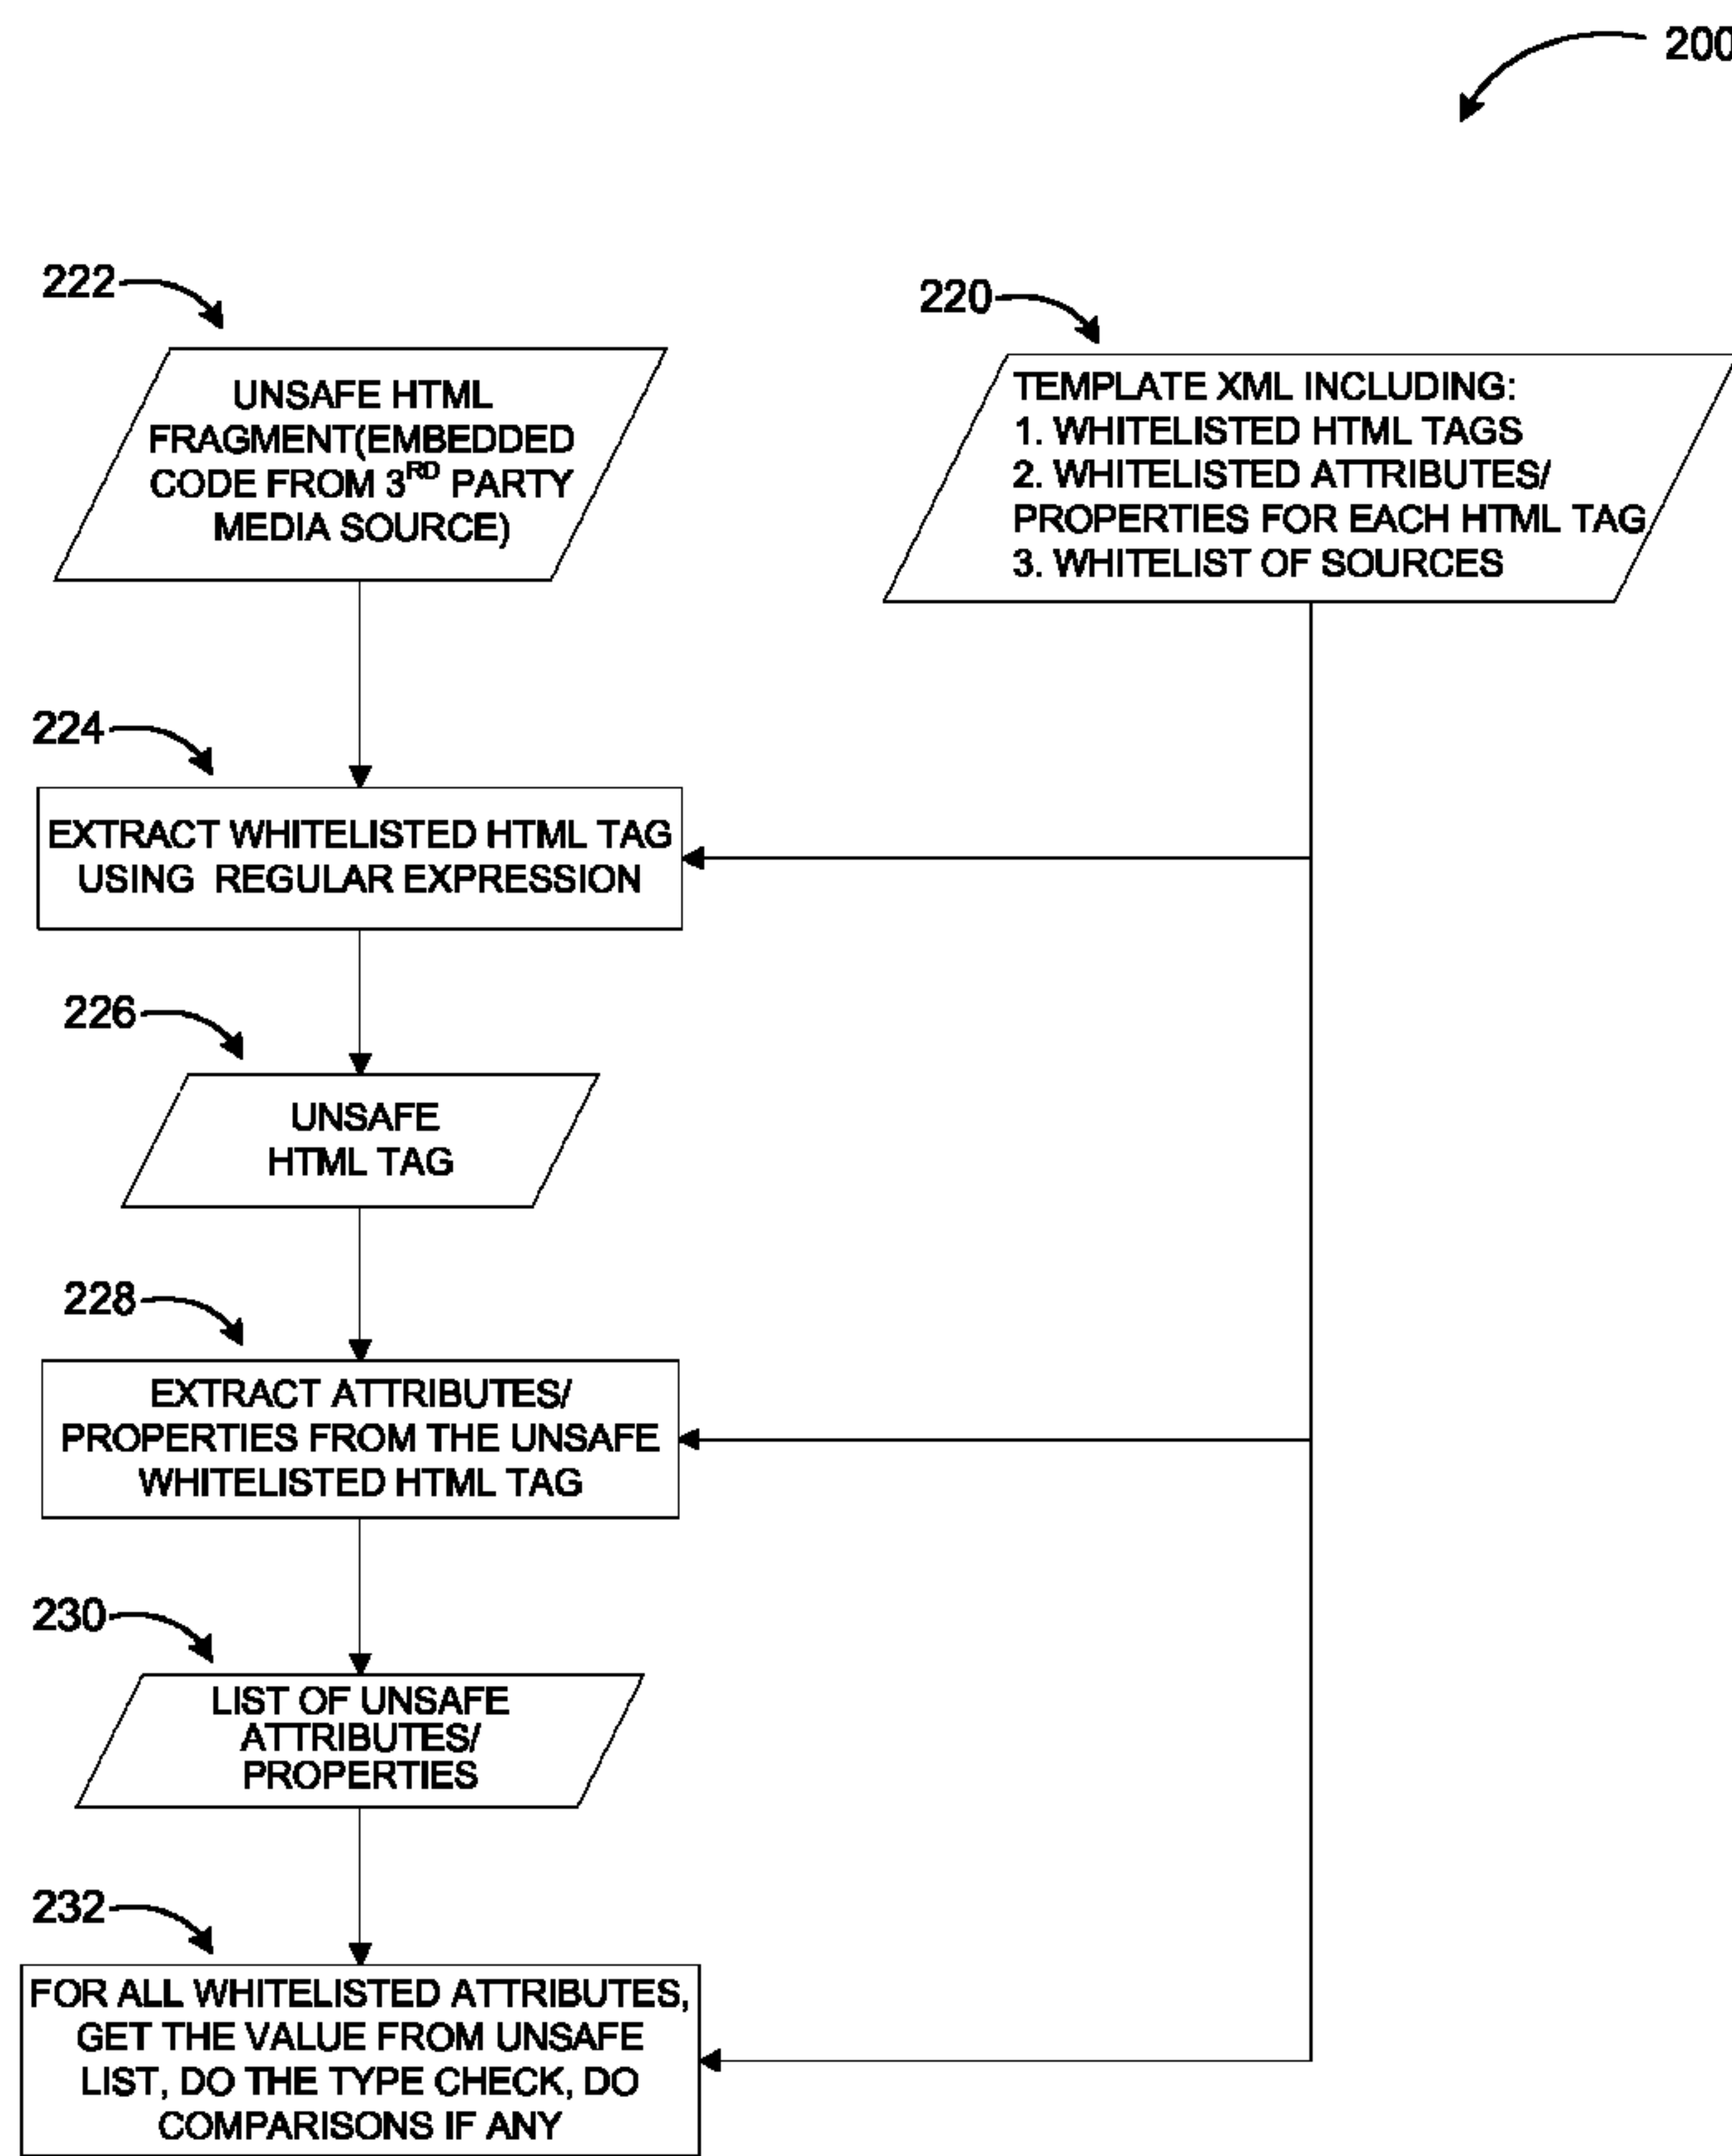 200
222
UNSAFE HTML
FRAGMENT(EMBEDDED
CODE FROM 3RD PARTY
MEDIA SOURCE)
220
TEMPLATE XML INCLUDING:
1. WHITELISTED HTML TAGS
2. WHITELISTED ATTRIBUTES/
PROPERTIES FOR EACH HTML TAG
3. WHITELIST OF SOURCES
224
EXTRACT WHITELISTED HTML TAG
USING REGULAR EXPRESSION
226
UNSAFE
HTML TAG
228
EXTRACT ATTRIBUTES/
PROPERTIES FROM THE UNSAFE
WHITELISTED HTML TAG
230
LIST OF UNSAFE
ATTRIBUTES/
PROPERTIES
232
FOR ALL WHITELISTED ATTRIBUTES,
GET THE VALUE FROM UNSAFE
LIST, DO THE TYPE CHECK, DO
COMPARISONS IF ANY